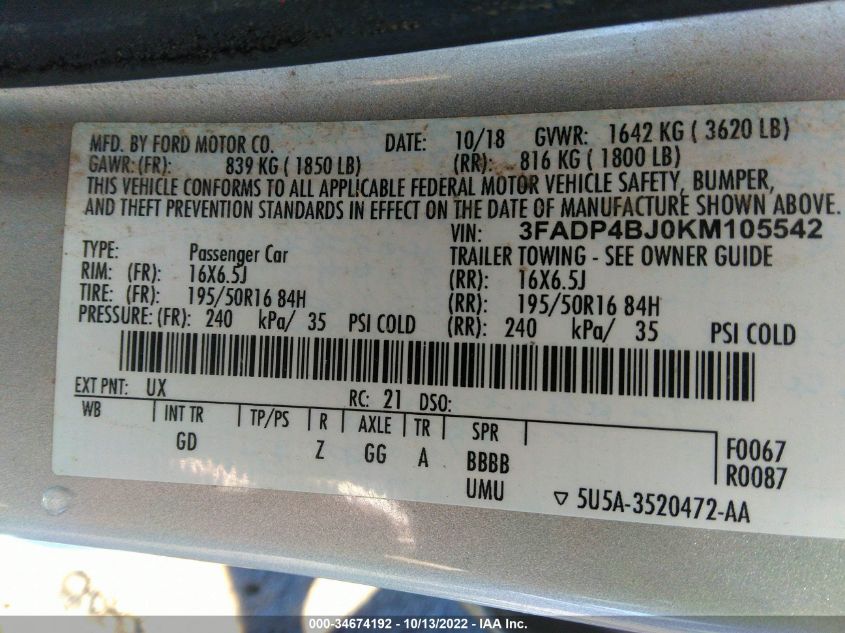 MFD. BY FORD MOTOR CO. DATE: 10/18 GVWR: 1642 KG ( 3620 LB)
GAWR: (FR): 839 KG ( 1850 LB) (RR): 816 KG ( 1800 LB)
THIS VEHICLE CONFORMS TO ALL APPLICABLE FEDERAL MOTOR VEHICLE SAFETY, BUMPER,
AND THEFT PREVENTION STANDARDS IN EFFECT ON THE DATE OF MANUFACTURE SHOWN ABOVE.
VIN: 3FADP4BJ0KM105542
TYPE: Passenger Car TRAILER TOWING - SEE OWNER GUIDE
RIM: (FR): 16X6.5J (RR): 16X6.5J
TIRE: (FR): 195/50R16 84H (RR): 195/50R16 84H
PRESSURE: (FR): 240 kPa/ 35 PSI COLD (RR): 240 kPa/ 35 PSI COLD
EXT PNT: UX RC: 21 DSO:
WB INT TR TP/PS R AXLE TR SPR
GD Z GG A BBBB
UMU
F0067
R0087
▽ 5U5A-3520472-AA
000-34674192 - 10/13/2022 - IAA Inc.